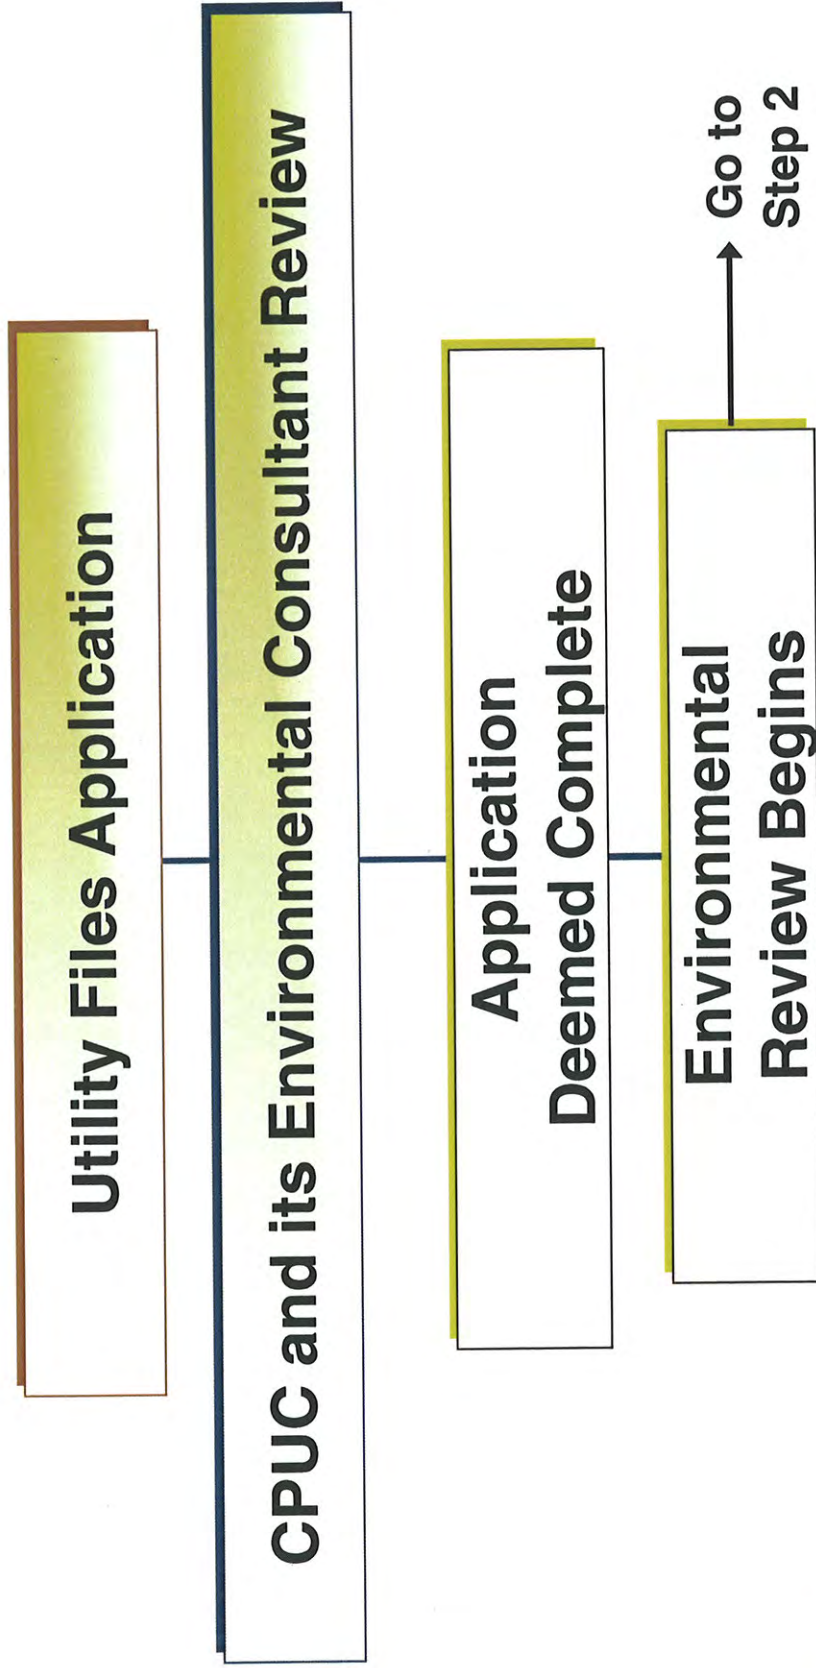 Utility Files Application
CPUC and its Environmental Consultant Review
Application
Deemed Complete
Environmental
Review Begins
Go to
Step 2